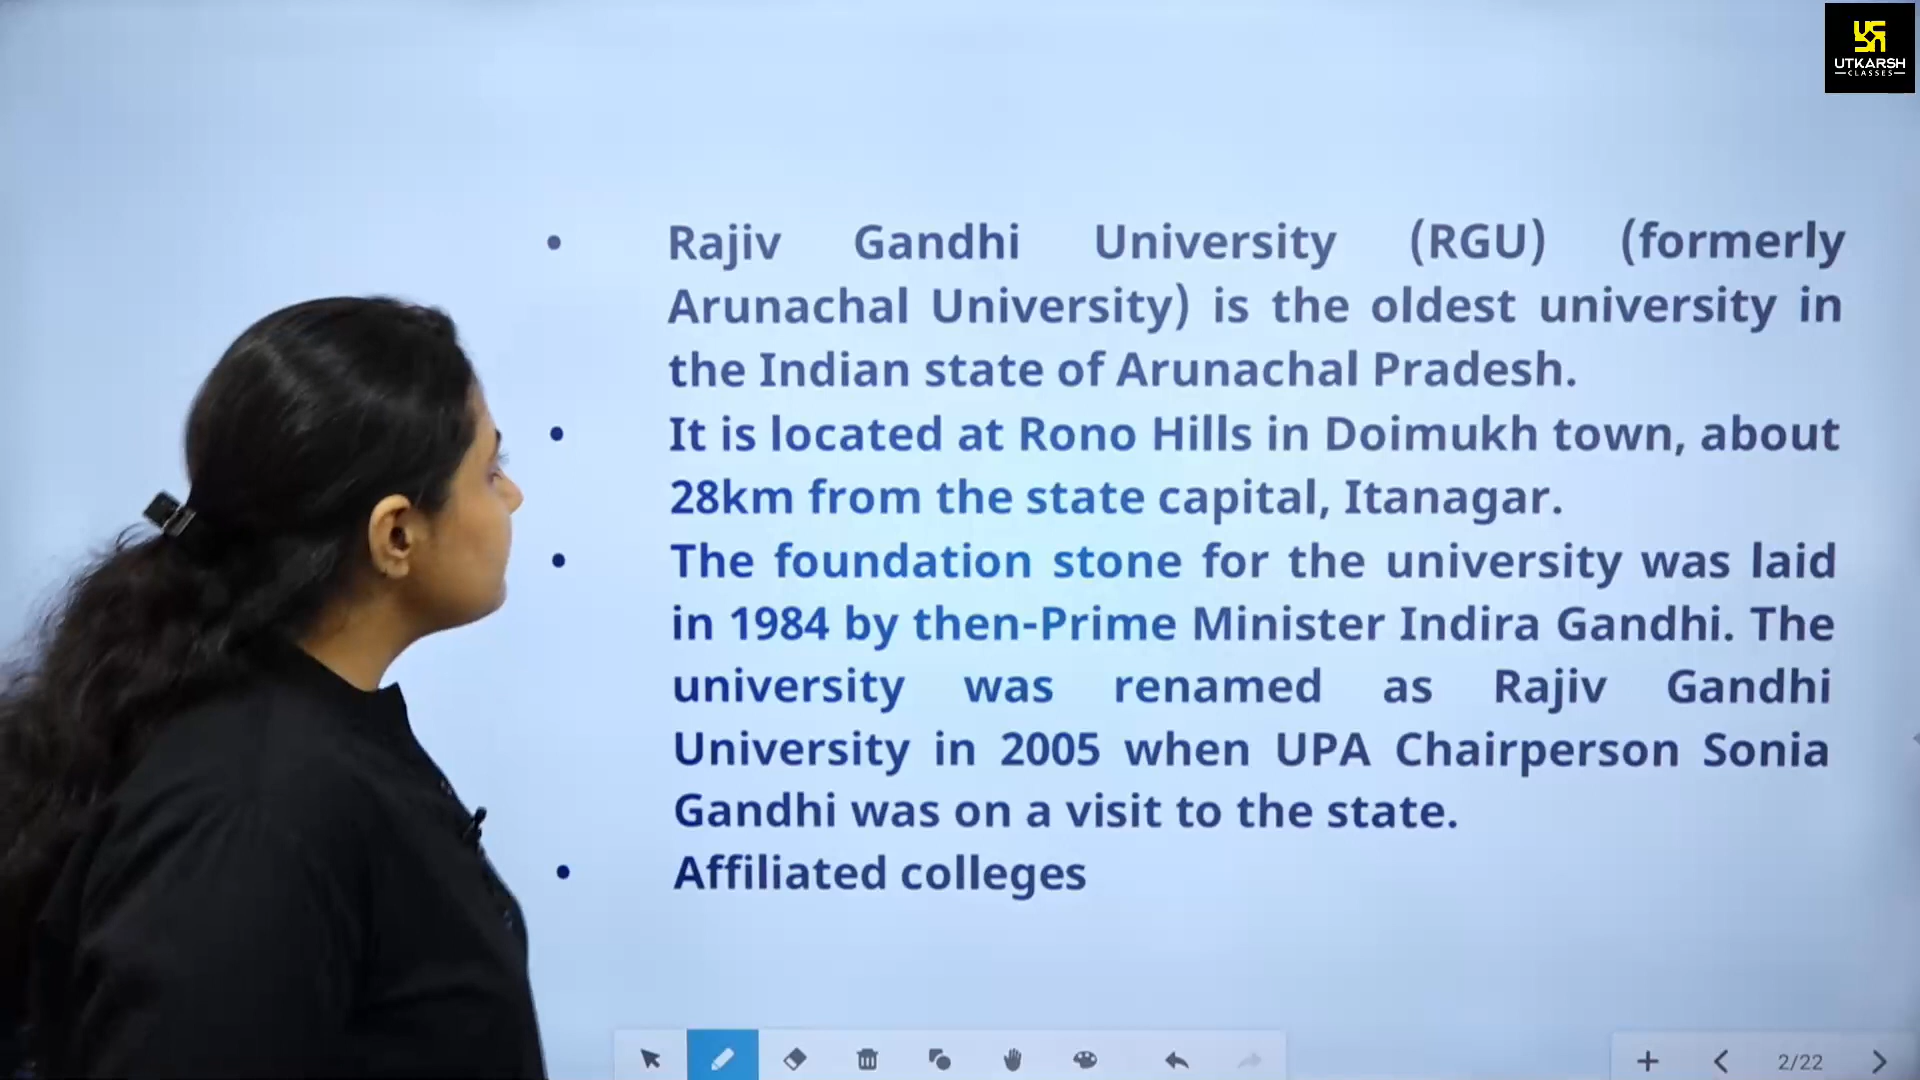 UTKARSH
CLASSES
• Rajiv Gandhi University (RGU) (formerly
Arunachal University) is the oldest university in
the Indian state of Arunachal Pradesh.
• It is located at Rono Hills in Doimukh town, about
28km from the state capital, Itanagar.
• The foundation stone for the university was laid
in 1984 by then-Prime Minister Indira Gandhi. The
university was renamed as Rajiv Gandhi
University in 2005 when UPA Chairperson Sonia
Gandhi was on a visit to the state.
• Affiliated colleges
2/22